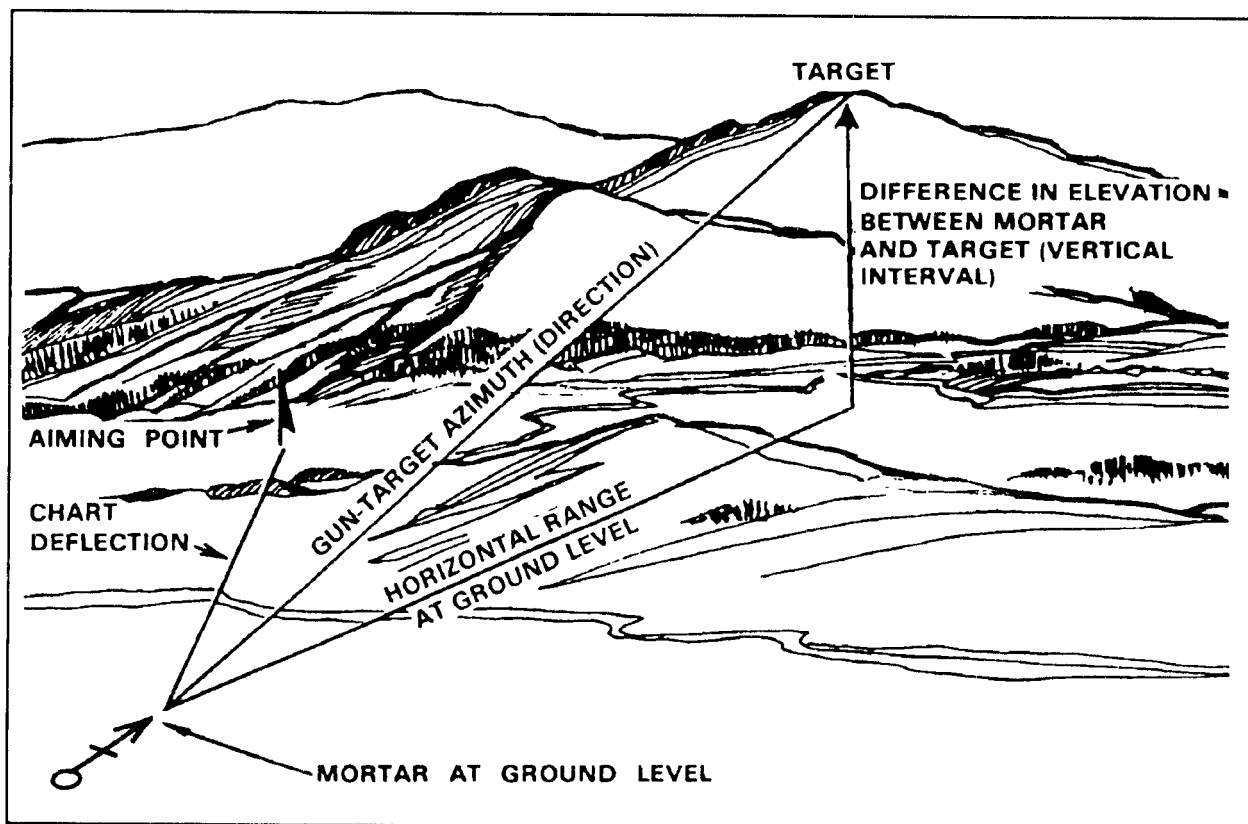 TARGET
DIFFERENCE IN ELEVATION
BETWEEN MORTAR
AND TARGET (VERTICAL
INTERVAL)
GUN-TARGET AZIMUTH (DIRECTION)
AIMING POINT
CHART
DEFLECTION
HORIZONTAL RANGE
AT GROUND LEVEL
MORTAR AT GROUND LEVEL